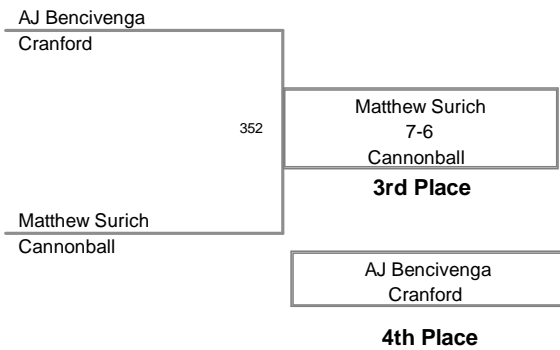 AJ Bencivenga
Cranford
352
Matthew Surich
7-6
Cannonball
3rd Place
Matthew Surich
Cannonball
AJ Bencivenga
Cranford
4th Place